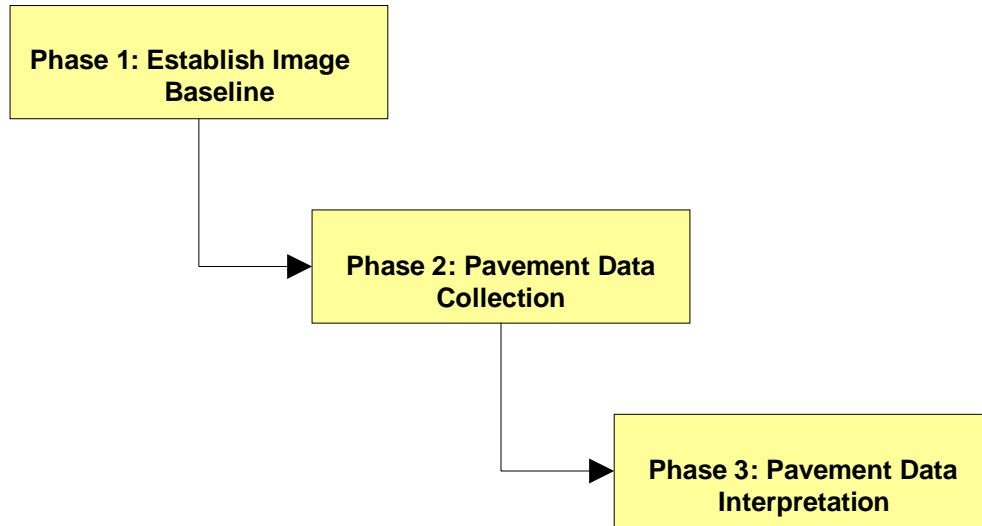 Phase 1: Establish Image
Baseline
Phase 2: Pavement Data
Collection
Phase 3: Pavement Data
Interpretation